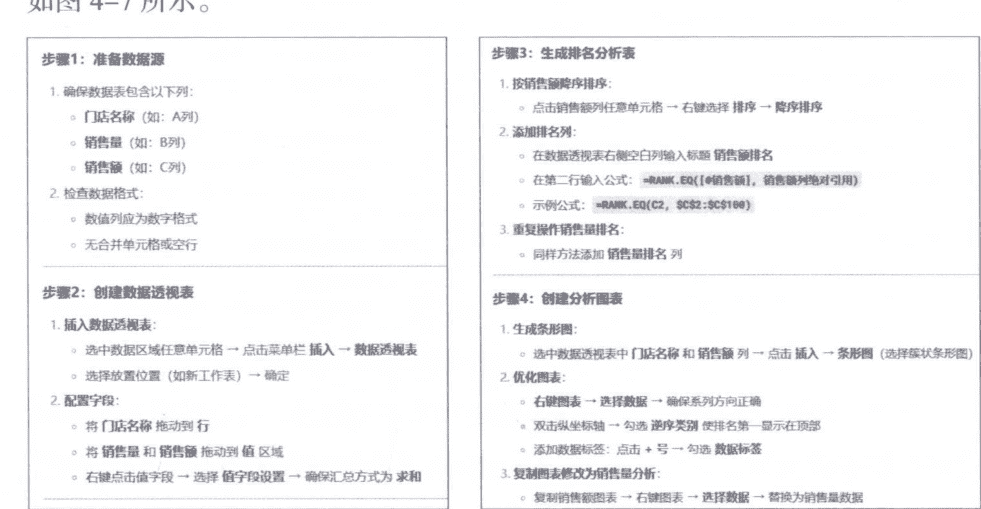 如图 4-7 所示。
步骤1：准备数据源
1. 确保数据表包含以下列：
◦ 门店名称（如：A列）
◦ 销售量（如：B列）
◦ 销售额（如：C列）
2. 检查数据格式：
◦ 数值列应为数字格式
◦ 无合并单元格或空行
步骤2：创建数据透视表
1. 插入数据透视表：
◦ 选中数据区域任意单元格 → 点击菜单栏 插入 → 数据透视表
◦ 选择放置位置（如新工作表）→ 确定
2. 配置字段：
◦ 将 门店名称 拖动到 行
◦ 将 销售量 和 销售额 拖动到 值 区域
◦ 右键点击值字段 → 选择 值字段设置 → 确保汇总方式为 求和
步骤3：生成排名分析表
1. 按销售额降序排序：
◦ 点击销售额列任意单元格 → 右键选择 排序 → 降序排序
2. 添加排名列：
◦ 在数据透视表右侧空白列输入标题 销售额排名
◦ 在第二行输入公式： =RANK.EQ([@销售额], 销售额列绝对引用)
◦ 示例公式： =RANK.EQ(C2, $C$2:$C$100)
3. 重复操作销售量排名：
◦ 同样方法添加 销售量排名 列
步骤4：创建分析图表
1. 生成条形图：
◦ 选中数据透视表中 门店名称 和 销售额 列 → 点击 插入 → 条形图（选择簇状条形图）
2. 优化图表：
◦ 右键图表 → 选择数据 → 确保系列方向正确
◦ 双击纵坐标轴 → 勾选 逆序类别 使排名第一显示在顶部
◦ 添加数据标签：点击 + 号 → 勾选 数据标签
3. 复制图表修改为销售量分析：
◦ 复制销售额图表 → 右键图表 → 选择数据 → 替换为销售量数据